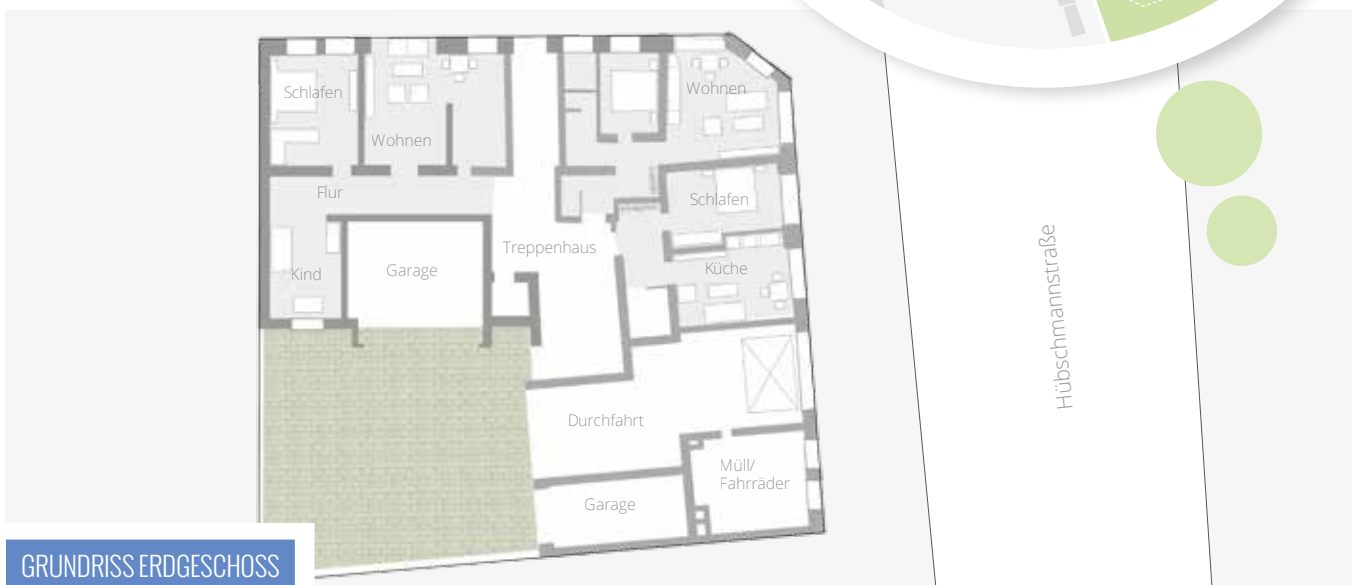 Schlafen
Wohnen
Wohnen
Flur
Schlafen
Treppenhaus
Kind
Garage
Küche
Hübschmannstraße
Durchfahrt
Müll/
Fahrräder
Garage
GRUNDRISS ERDGESCHOSS